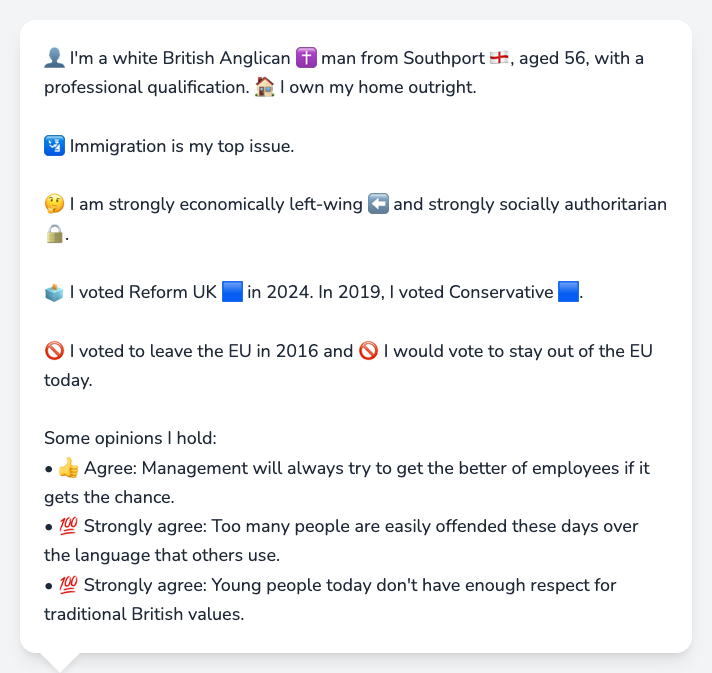 👤 I'm a white British Anglican ✝️ man from Southport 🏴󠁧󠁢󠁥󠁮󠁧󠁿, aged 56, with a
professional qualification. 🏠 I own my home outright.
🛂 Immigration is my top issue.
🤔 I am strongly economically left-wing ⬅️ and strongly socially authoritarian
🔒.
🗳️ I voted Reform UK 🟦 in 2024. In 2019, I voted Conservative 🟦.
🚫 I voted to leave the EU in 2016 and 🚫 I would vote to stay out of the EU
today.
Some opinions I hold:
• 👍 Agree: Management will always try to get the better of employees if it
gets the chance.
• 💯 Strongly agree: Too many people are easily offended these days over
the language that others use.
• 💯 Strongly agree: Young people today don't have enough respect for
traditional British values.